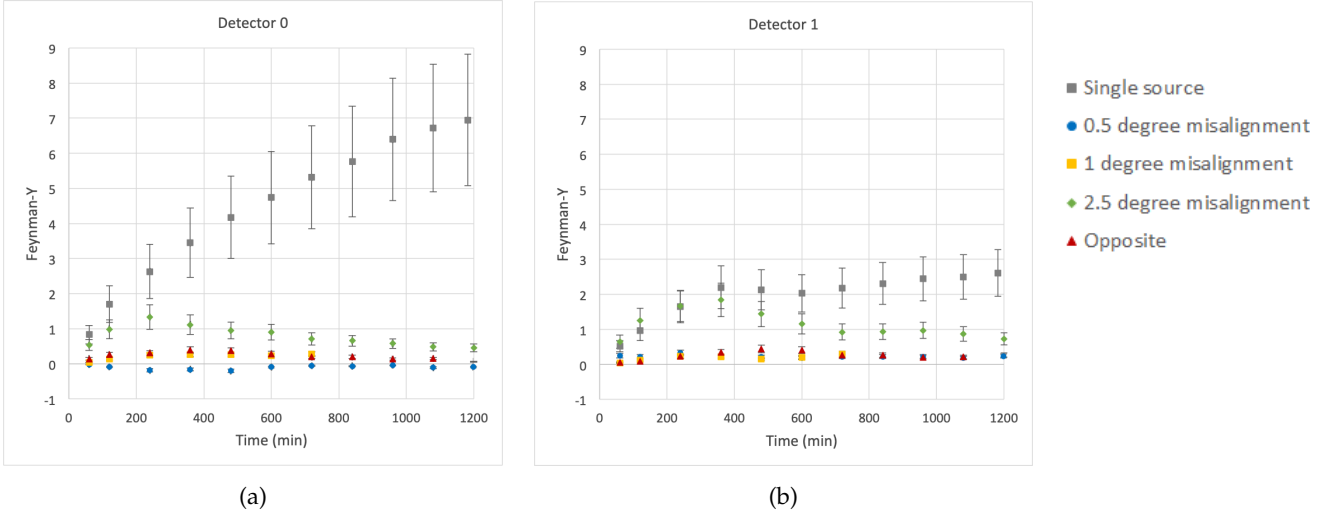 Detector 0
9
8
7
6
5
4
3
2
1
0
-1
Feynman-Y
0 200 400 600 800 1000 1200
Time (min)
(a)
Detector 1
9
8
7
6
5
4
3
2
1
0
-1
Feynman-Y
0 200 400 600 800 1000 1200
Time (min)
(b)
Single source
0.5 degree misalignment
1 degree misalignment
2.5 degree misalignment
Opposite